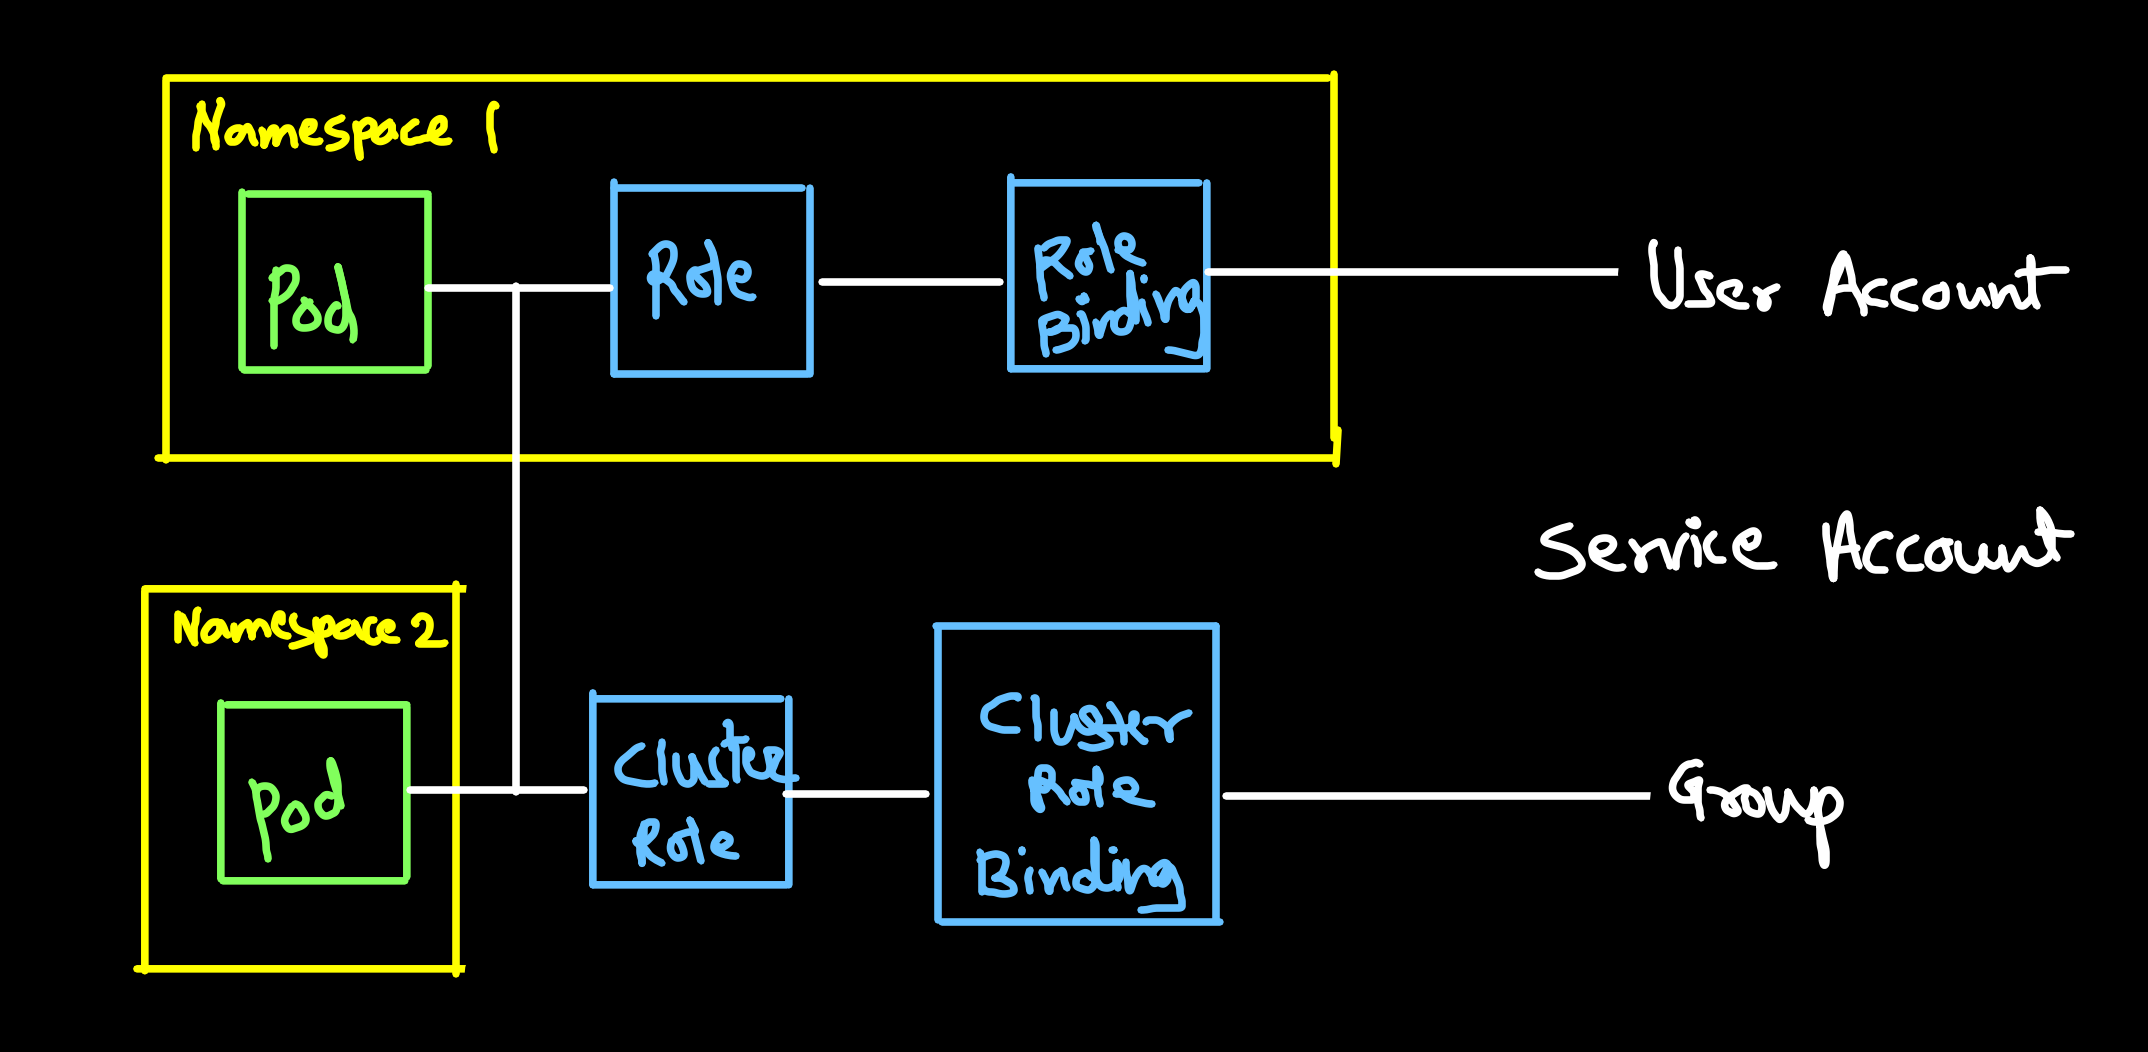 Namespace 1
Pod
Role
Role
Binding
User Account
Service Account
Namespace 2
Pod
Cluster
Role
Cluster
Role
Binding
Group